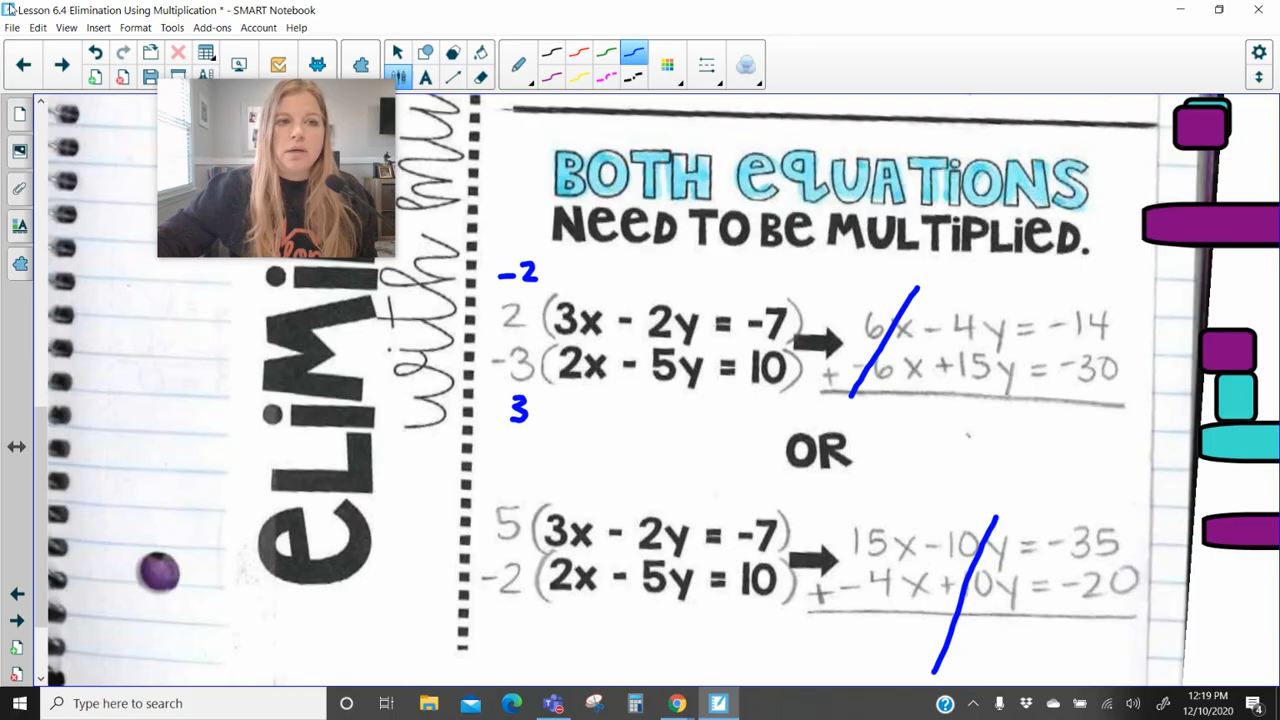 Lesson 6.4 Elimination Using Multiplication * - SMART Notebook
File Edit View Insert Format Tools Add-ons Account Help
eLiMi
with mu
BOTH eqUATiONS
NeeD TO Be MULTiPLieD.
-2
2 (3x - 2y = -7) 6x - 4y = -14
-3 (2x - 5y = 10) + -6x +15y = -30
3
OR
5 (3x - 2y = -7) 15x -10y = -35
-2 (2x - 5y = 10) + -4x +10y = -20
Type here to search
12:19 PM
12/10/2020
4